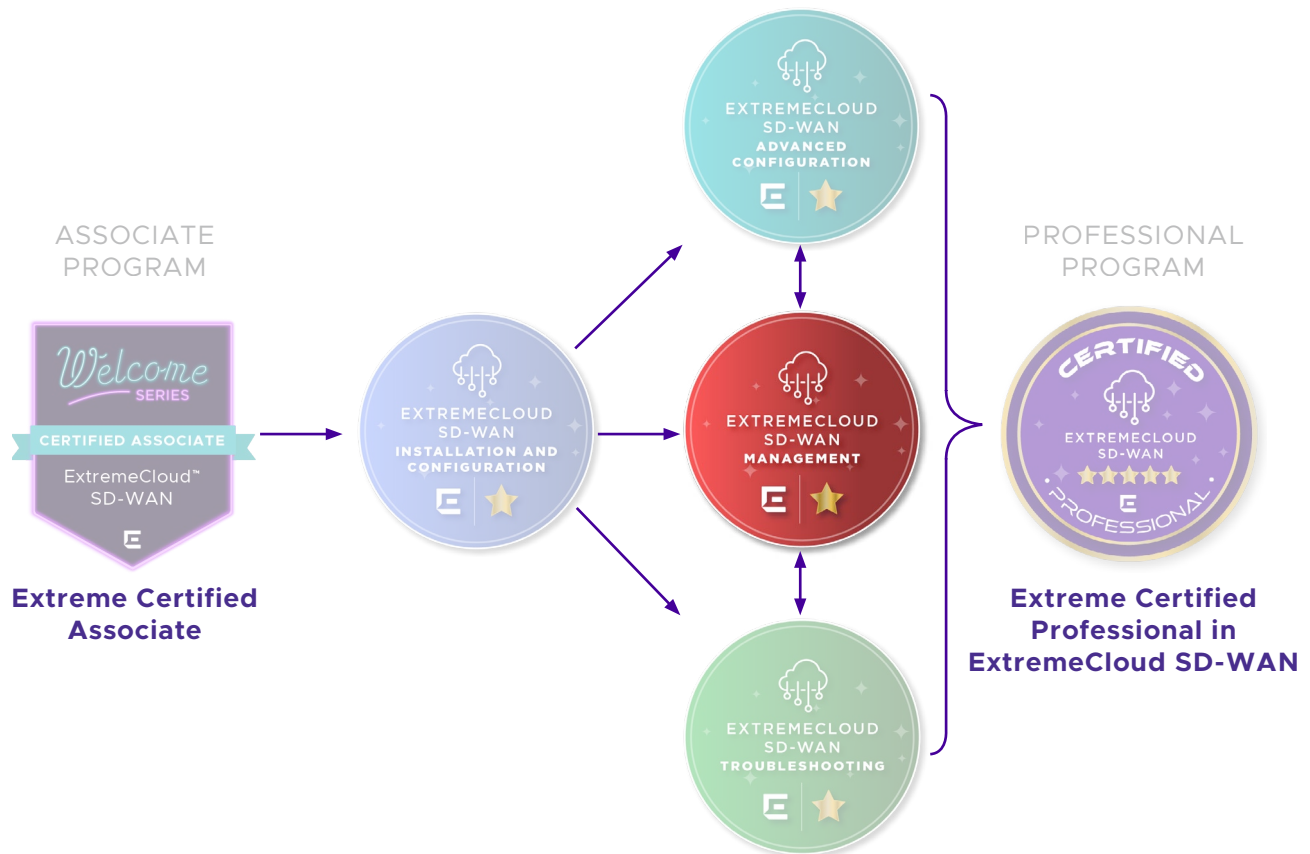 ASSOCIATE
PROGRAM
Welcome
SERIES
CERTIFIED ASSOCIATE
ExtremeCloud™
SD-WAN
Extreme Certified
Associate
EXTREMECLOUD
SD-WAN
INSTALLATION AND
CONFIGURATION
EXTREMECLOUD
SD-WAN
ADVANCED
CONFIGURATION
EXTREMECLOUD
SD-WAN
MANAGEMENT
EXTREMECLOUD
SD-WAN
TROUBLESHOOTING
PROFESSIONAL
PROGRAM
CERTIFIED
EXTREMECLOUD
SD-WAN
PROFESSIONAL
Extreme Certified
Professional in
ExtremeCloud SD-WAN